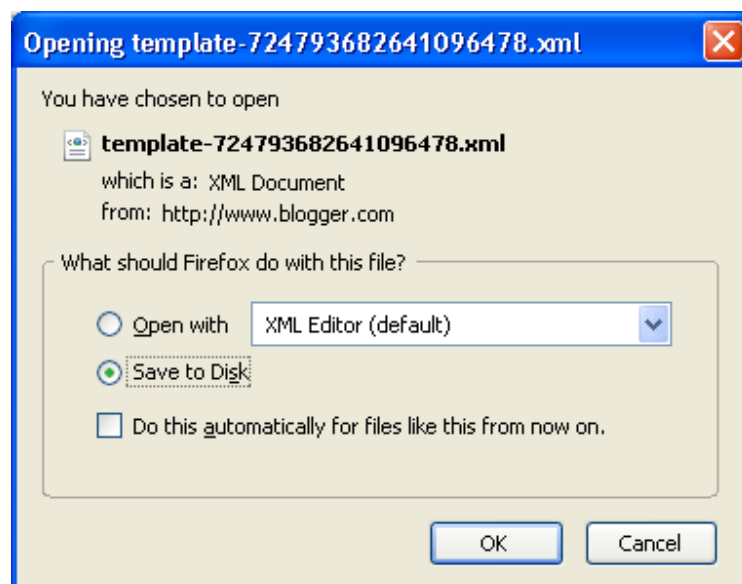 Opening template-724793682641096478.xml
You have chosen to open
template-724793682641096478.xml
which is a: XML Document
from: http://www.blogger.com
What should Firefox do with this file?
Open with XML Editor (default)
Save to Disk
Do this automatically for files like this from now on.
OK Cancel